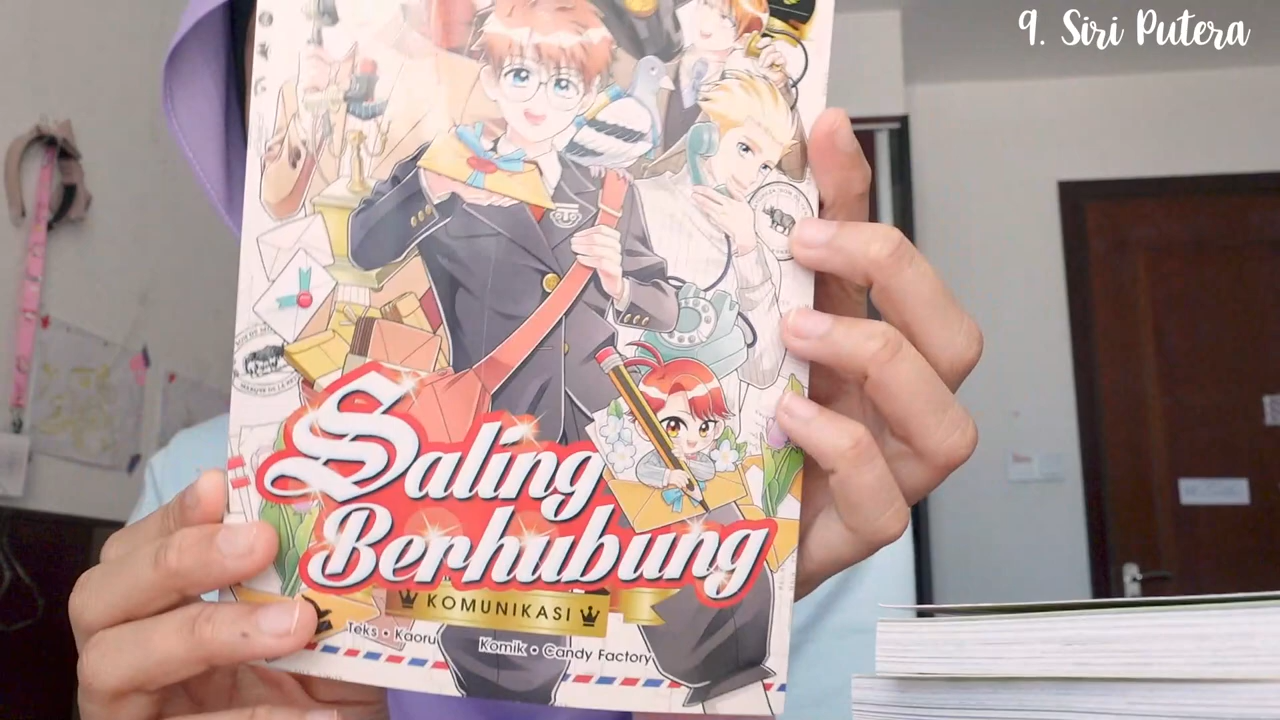 9. Siri Putera
Saling
Berhubung
KOMUNIKASI
Teks • Kaoru
Komik • Candy Factory